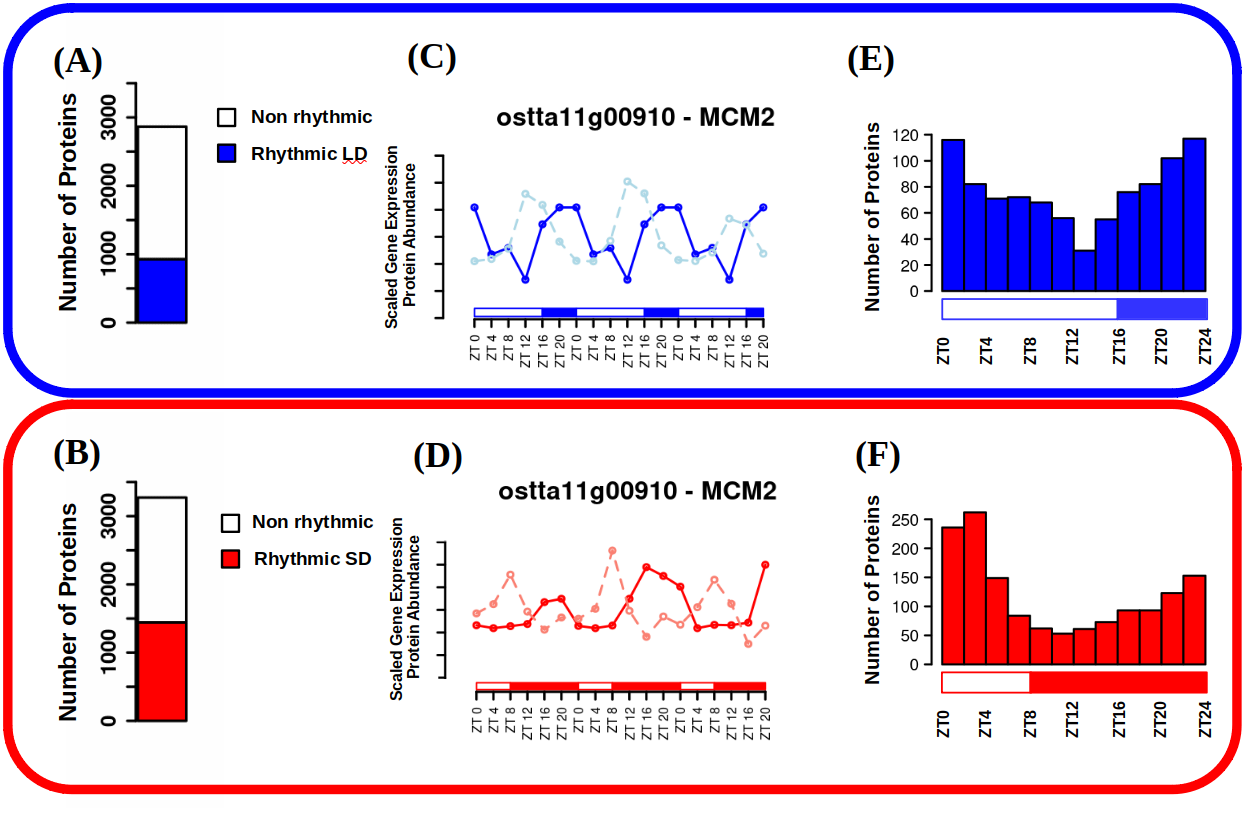 (A)
Number of Proteins
0
1000
2000
3000
Non rhythmic
Rhythmic LD
(C)
ostta11g00910 - MCM2
Scaled Gene Expression
Protein Abundance
ZT 0
ZT 4
ZT 8
ZT 12
ZT 16
ZT 20
ZT 0
ZT 4
ZT 8
ZT 12
ZT 16
ZT 20
ZT 0
ZT 4
ZT 8
ZT 12
ZT 16
ZT 20
(E)
Number of Proteins
120
100
80
60
40
20
0
ZT0
ZT4
ZT8
ZT12
ZT16
ZT20
ZT24
(B)
Number of Proteins
0
1000
2000
3000
Non rhythmic
Rhythmic SD
(D)
ostta11g00910 - MCM2
Scaled Gene Expression
Protein Abundance
ZT 0
ZT 4
ZT 8
ZT 12
ZT 16
ZT 20
ZT 0
ZT 4
ZT 8
ZT 12
ZT 16
ZT 20
ZT 0
ZT 4
ZT 8
ZT 12
ZT 16
ZT 20
(F)
Number of Proteins
250
200
150
100
50
0
ZT0
ZT4
ZT8
ZT12
ZT16
ZT20
ZT24